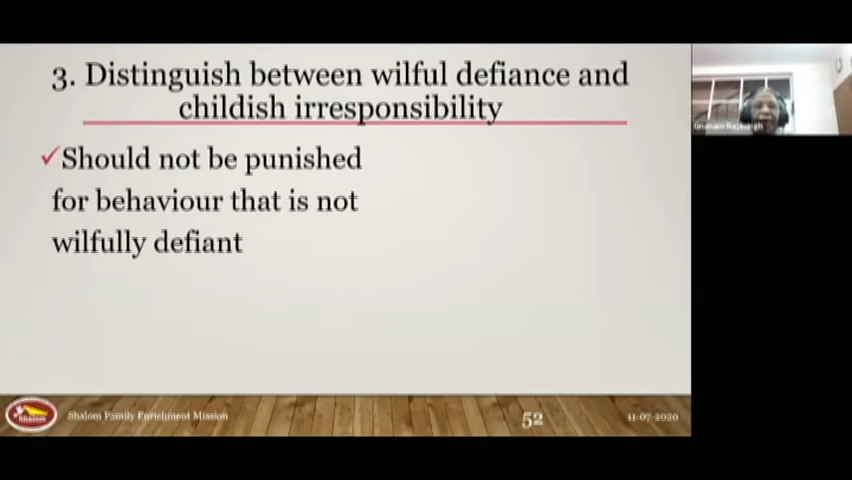 3. Distinguish between wilful defiance and
childish irresponsibility
✓Should not be punished
for behaviour that is not
wilfully defiant
Shalom Family Enrichment Mission
52
11-07-2020